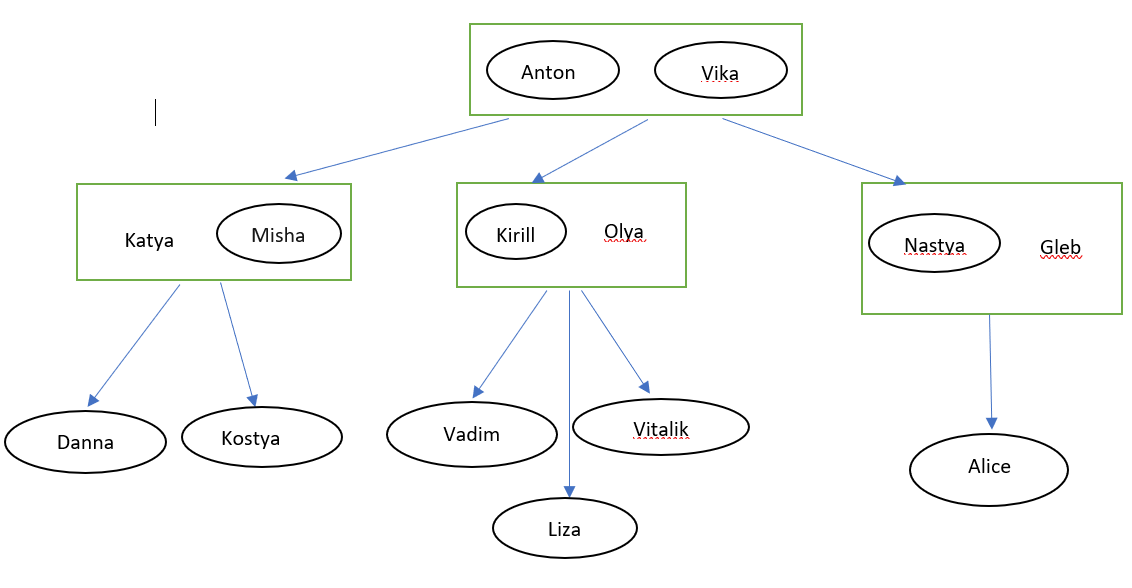 Anton
Vika
Katya
Misha
Kirill
Olya
Nastya
Gleb
Danna
Kostya
Vadim
Vitalik
Liza
Alice